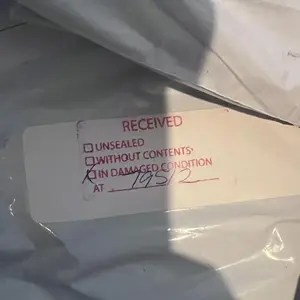 RECEIVED
☐ UNSEALED
☐ WITHOUT CONTENTS
☐ IN DAMAGED CONDITION
AT 19512